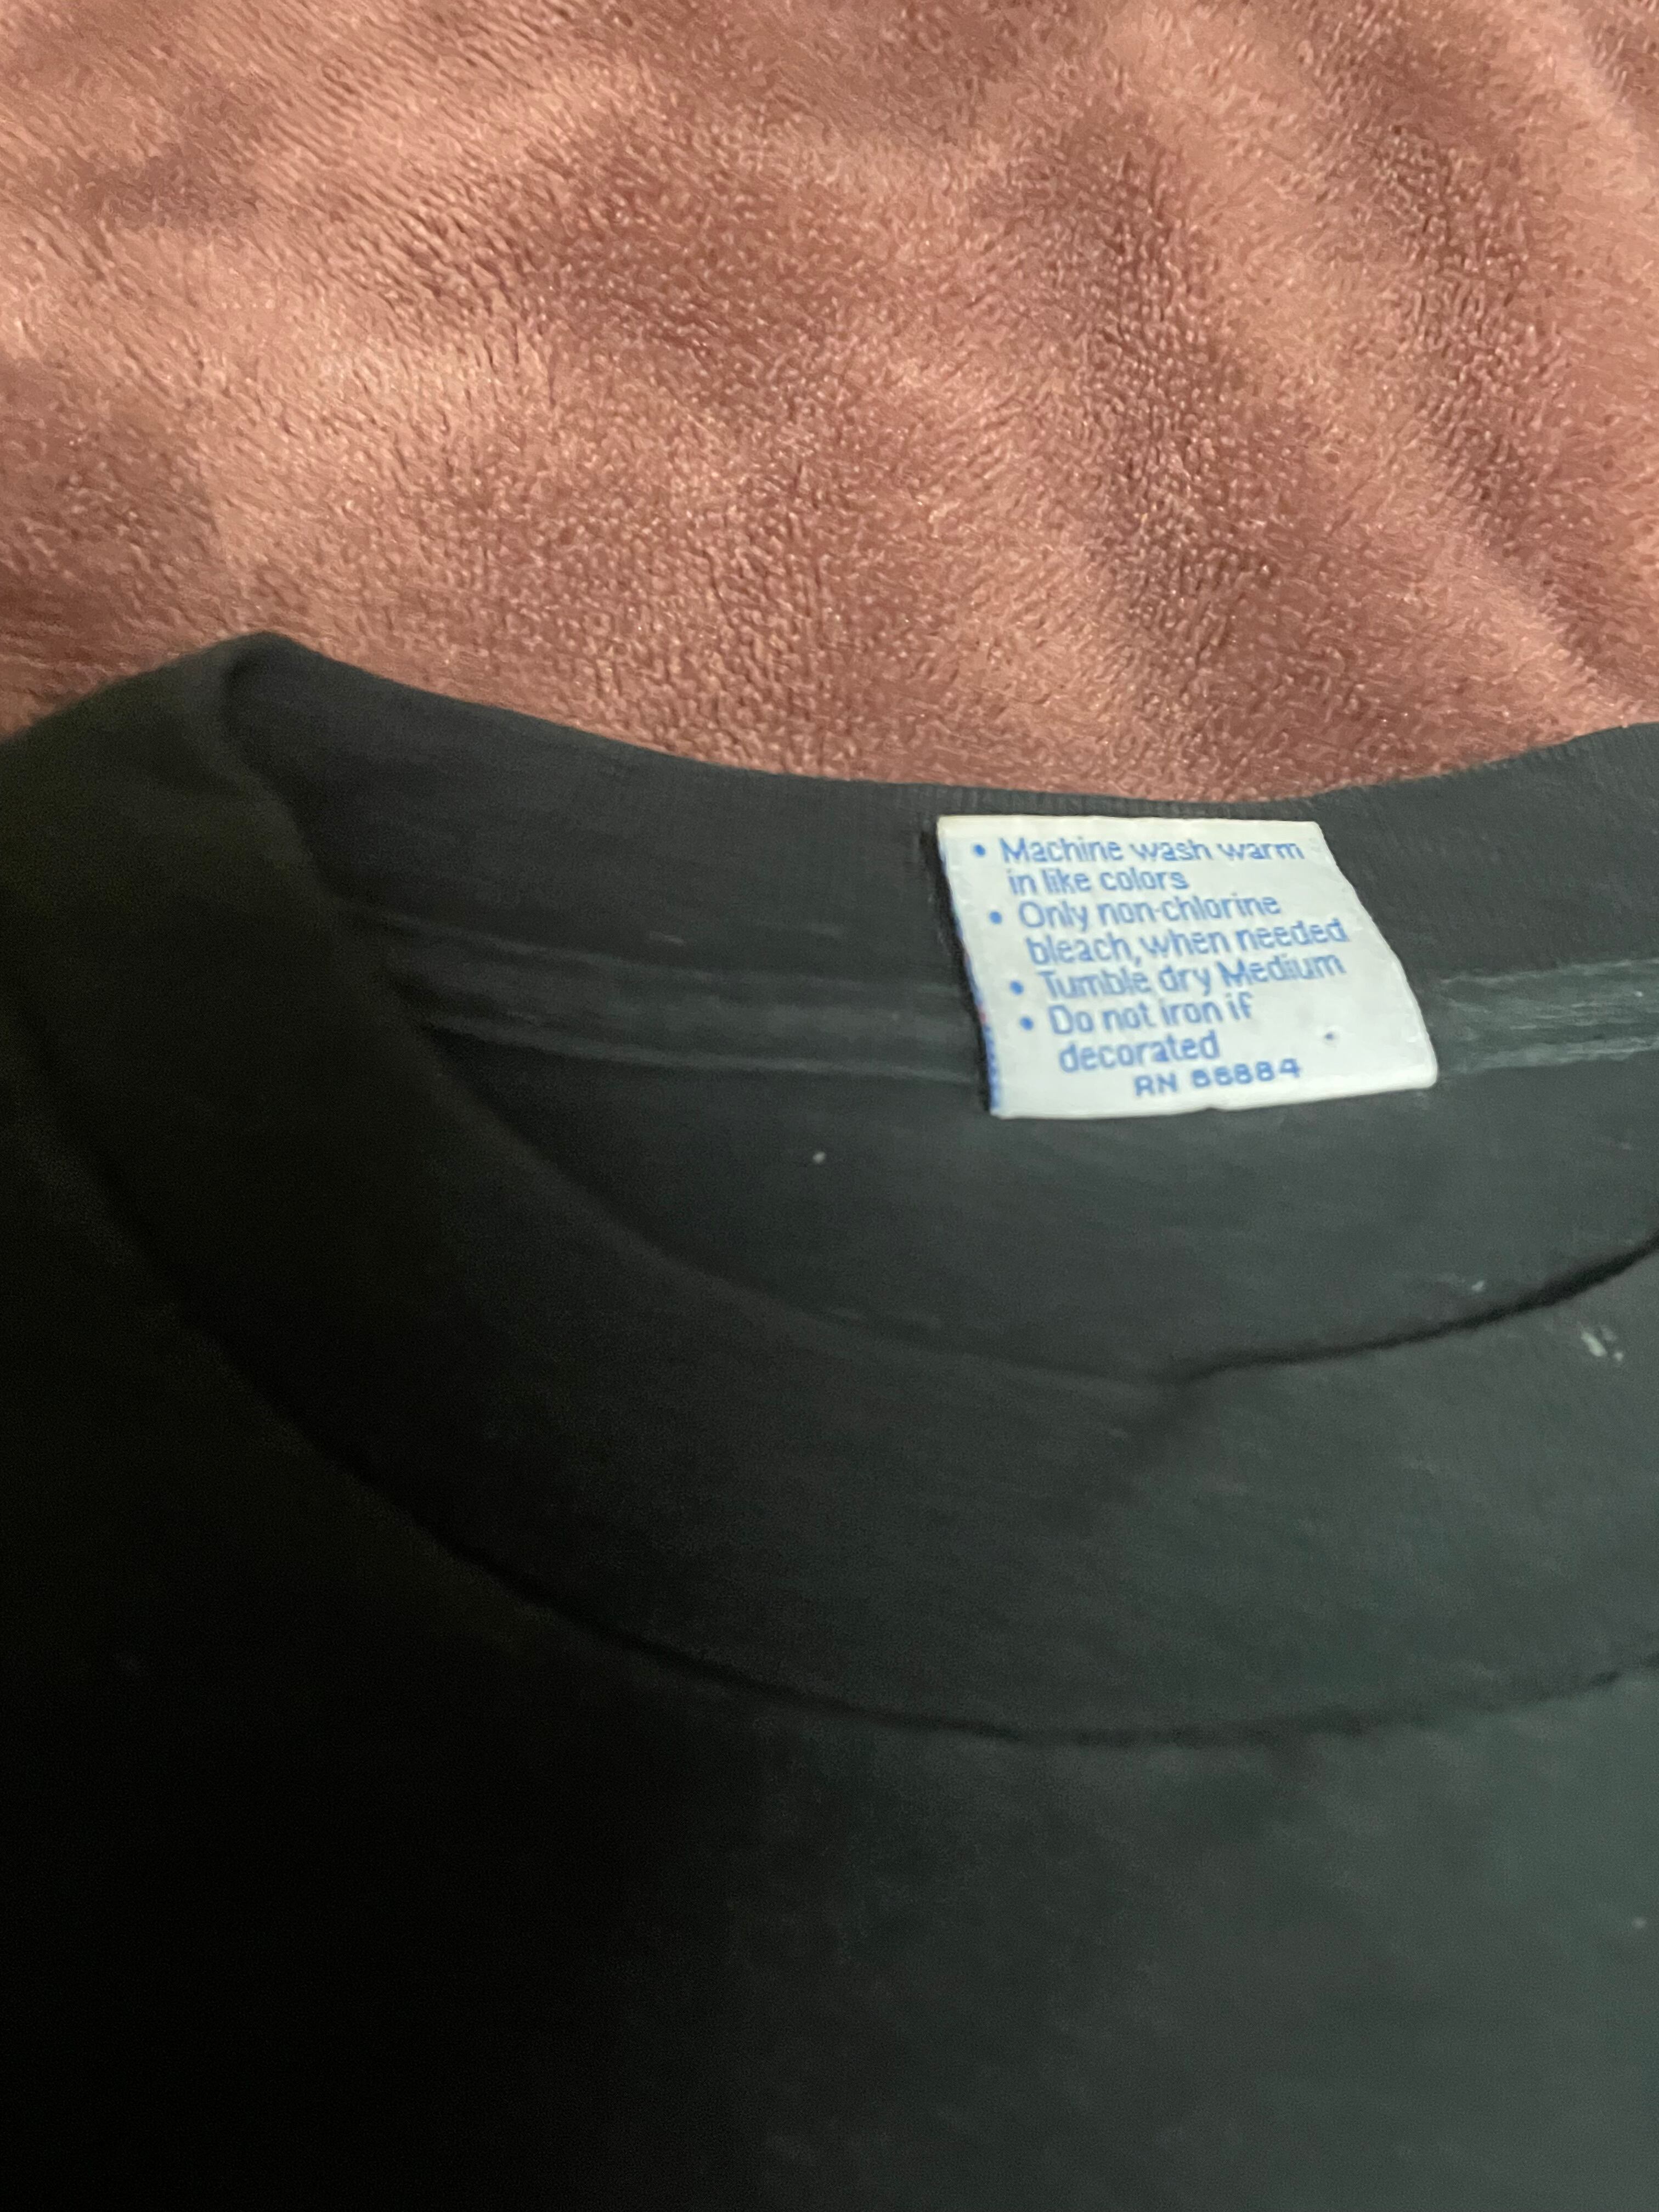 • Machine wash warm
in like colors
• Only non-chlorine
bleach, when needed
• Tumble dry Medium
• Do not iron if
decorated
RN